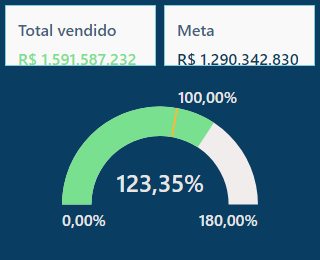 Total vendido
R$ 1.591.587.232
Meta
R$ 1.290.342.830
100,00%
123,35%
0,00%
180,00%